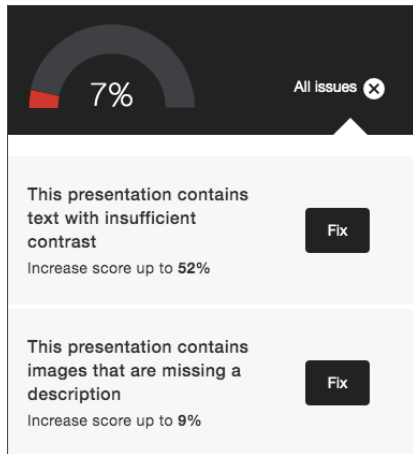 7%
All issues
This presentation contains
text with insufficient
contrast
Increase score up to 52%
Fix
This presentation contains
images that are missing a
description
Increase score up to 9%
Fix